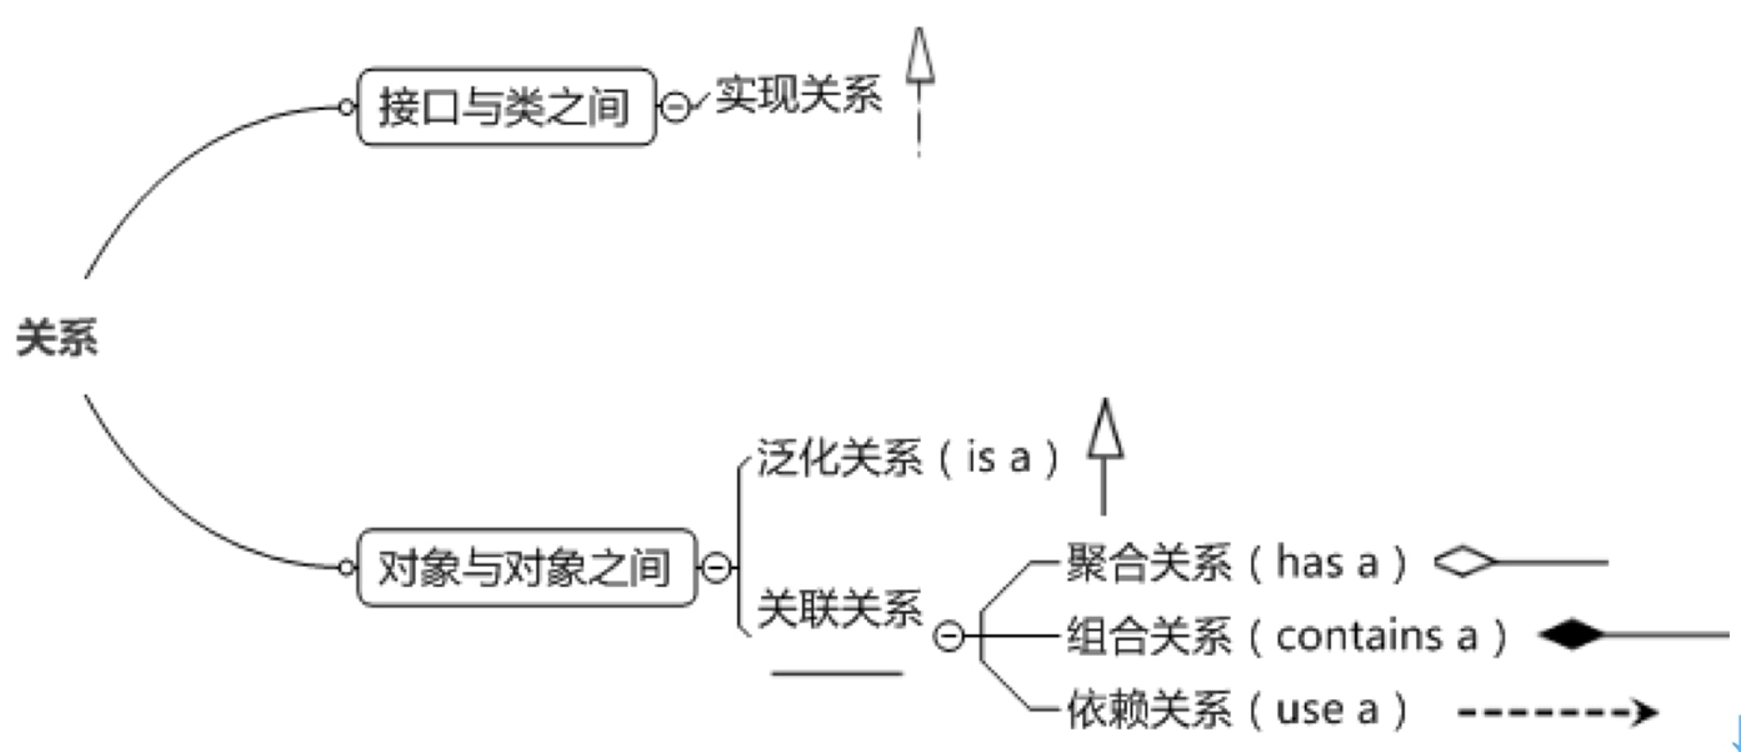 接口与类之间
实现关系
关系
泛化关系（is a）
对象与对象之间
聚合关系（has a）
关联关系
组合关系（contains a）
依赖关系（use a）